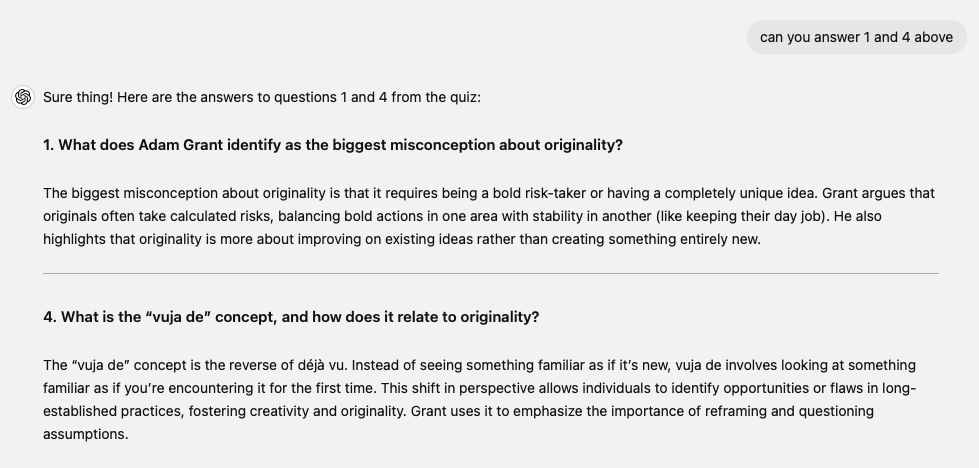 can you answer 1 and 4 above
Sure thing! Here are the answers to questions 1 and 4 from the quiz:
1. What does Adam Grant identify as the biggest misconception about originality?
The biggest misconception about originality is that it requires being a bold risk-taker or having a completely unique idea. Grant argues that
originals often take calculated risks, balancing bold actions in one area with stability in another (like keeping their day job). He also
highlights that originality is more about improving on existing ideas rather than creating something entirely new.
4. What is the “vuja de” concept, and how does it relate to originality?
The “vuja de” concept is the reverse of déjà vu. Instead of seeing something familiar as if it’s new, vuja de involves looking at something
familiar as if you’re encountering it for the first time. This shift in perspective allows individuals to identify opportunities or flaws in long-
established practices, fostering creativity and originality. Grant uses it to emphasize the importance of reframing and questioning
assumptions.